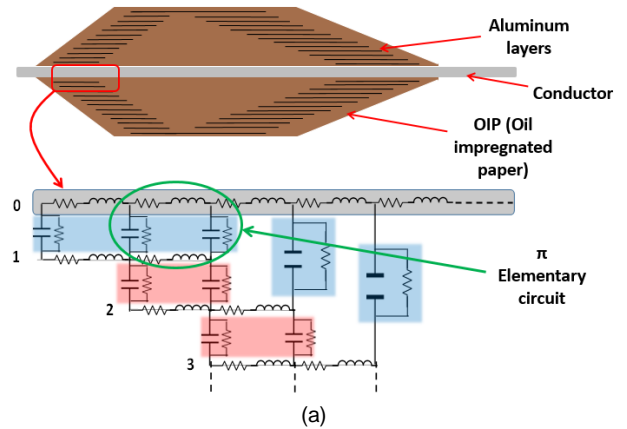 Aluminum
layers
Conductor
OIP (Oil
impregnated
paper)
0
1
π
Elementary
circuit
2
3
(a)